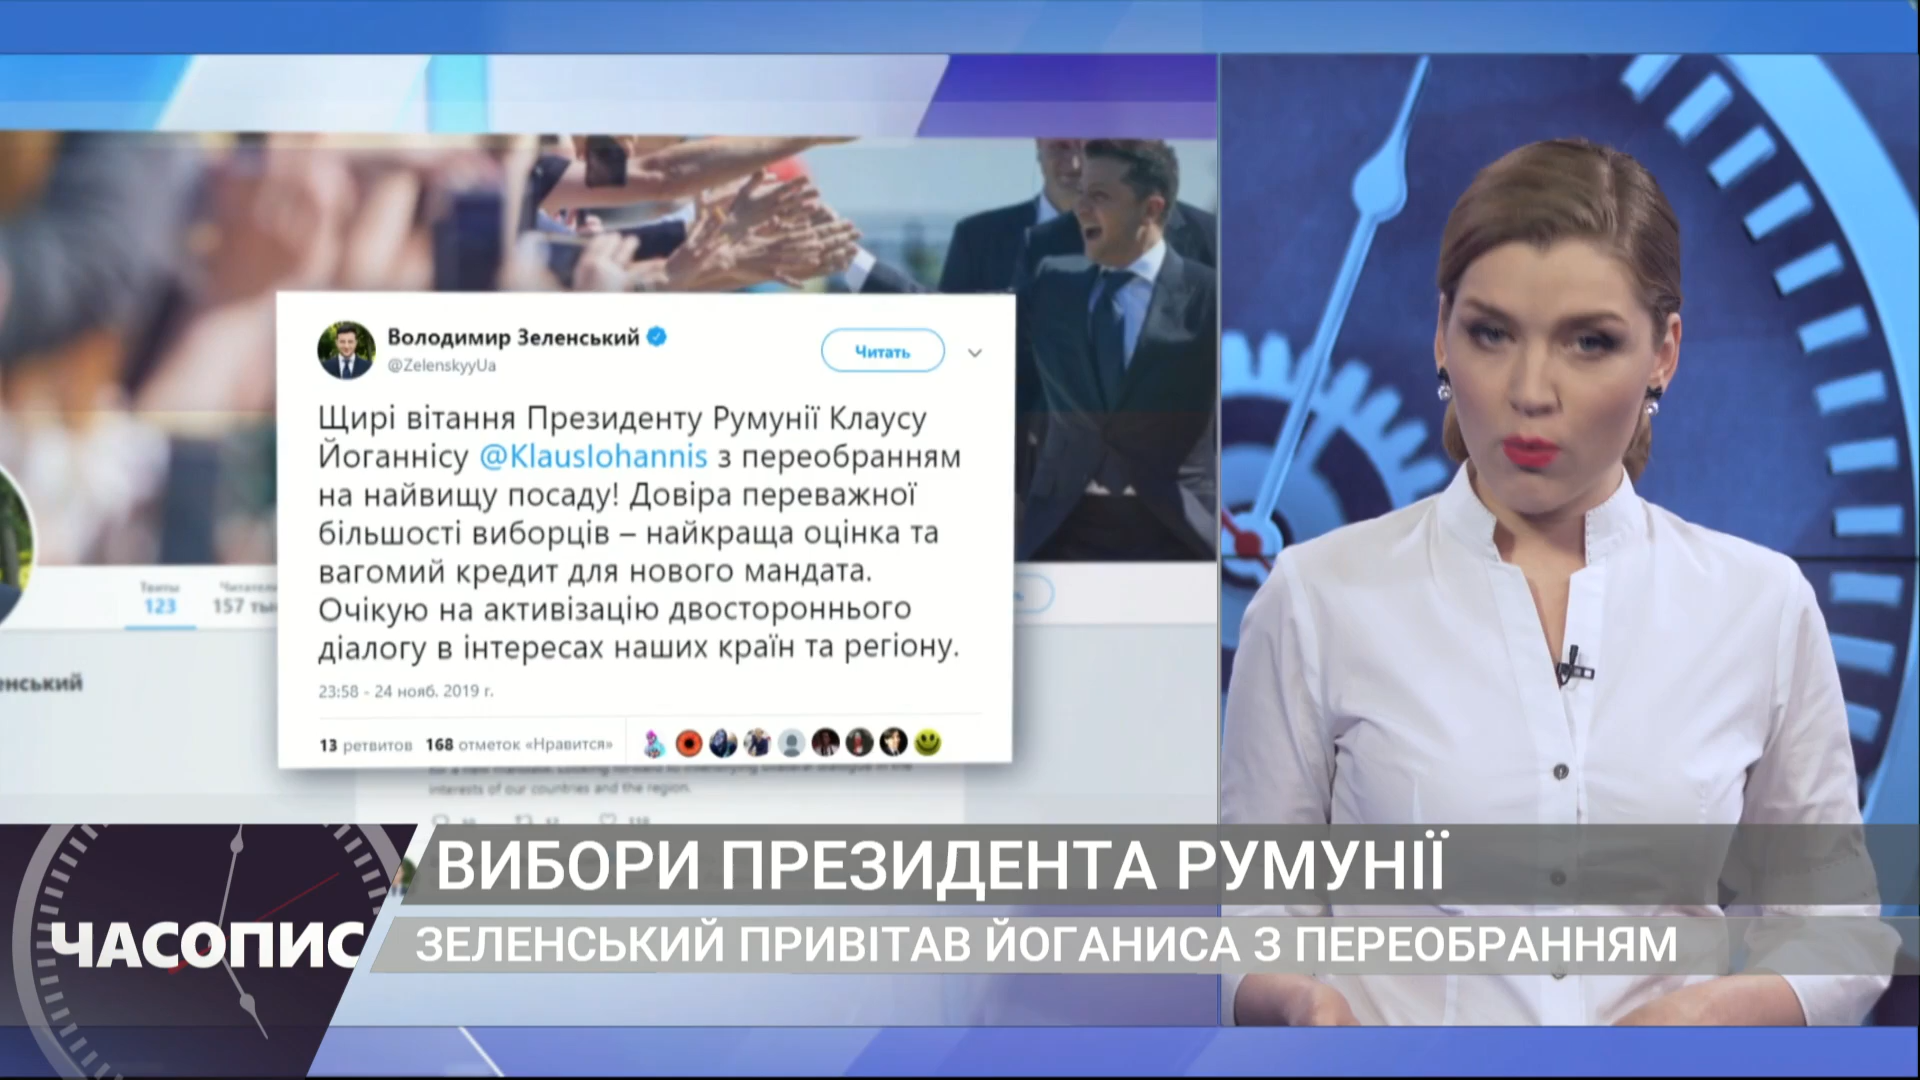 Володимир Зеленський
@ZelenskyyUa
Читать
Щирі вітання Президенту Румунії Клаусу
Йоганнісу @KlausIohannis з переобранням
на найвищу посаду! Довіра переважної
більшості виборців – найкраща оцінка та
вагомий кредит для нового мандата.
Очікую на активізацію двостороннього
діалогу в інтересах наших країн та регіону.
23:58 - 24 нояб. 2019 г.
13 ретвитов 168 отметок «Нравится»
Твиты
123
157
interests of our countries and the region.
ВИБОРИ ПРЕЗИДЕНТА РУМУНІЇ
ЧАСОПИС
ЗЕЛЕНСЬКИЙ ПРИВІТАВ ЙОГАНИСА З ПЕРЕОБРАННЯМ